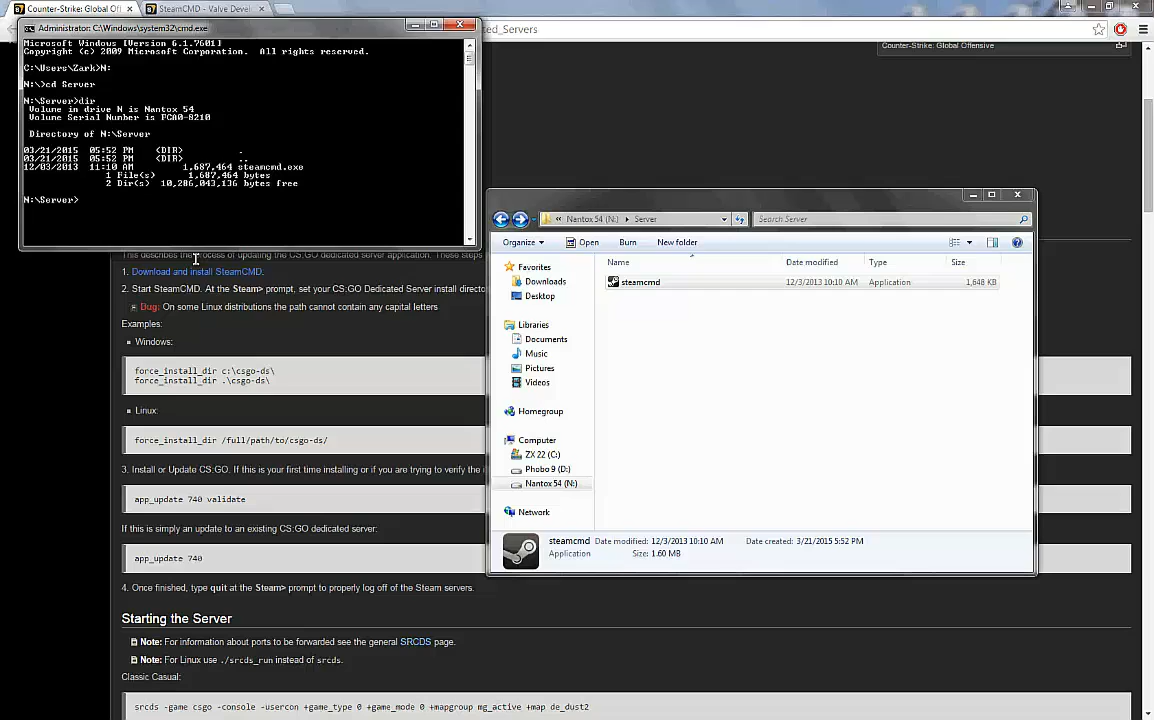 Counter-Strike: Global Off
SteamCMD - Valve Devel
ed_Servers
Counter-Strike: Global Offensive
Administrator: C:\Windows\system32\cmd.exe
Microsoft Windows [Version 6.1.7601]
Copyright (c) 2009 Microsoft Corporation.  All rights reserved.
C:\Users\Zark>N:
N:\>cd Server
N:\Server>dir
Volume in drive N is Nantox 54
Volume Serial Number is FCA0-8210
Directory of N:\Server
03/21/2015  05:52 PM    <DIR>          .
03/21/2015  05:52 PM    <DIR>          ..
12/03/2013  11:10 AM         1,687,464 steamcmd.exe
1 File(s)      1,687,464 bytes
2 Dir(s)  10,286,043,136 bytes free
N:\Server>
This describes the process of updating the CS:GO dedicated server application. These steps
1. Download and install SteamCMD.
2. Start SteamCMD. At the Steam> prompt, set your CS:GO Dedicated Server install directo
Bug: On some Linux distributions the path cannot contain any capital letters
Examples:
Windows:
force_install_dir c:\csgo-ds\
force_install_dir .\csgo-ds\
Linux:
force_install_dir /full/path/to/csgo-ds/
3. Install or Update CS:GO. If this is your first time installing or if you are trying to verify the i
app_update 740 validate
If this is simply an update to an existing CS:GO dedicated server:
app_update 740
4. Once finished, type quit at the Steam> prompt to properly log off of the Steam servers.
Starting the Server
Note: For information about ports to be forwarded see the general SRCDS page.
Note: For Linux use ./srcds_run instead of srcds.
Classic Casual:
srcds -game csgo -console -usercon +game_type 0 +game_mode 0 +mapgroup mg_active +map de_dust2
Nantox 54 (N:)
Server
Search Server
Organize
Open
Burn
New folder
Name
Date modified
Type
Size
steamcmd
12/3/2013 10:10 AM
Application
1,648 KB
Favorites
Downloads
Desktop
Libraries
Documents
Music
Pictures
Videos
Homegroup
Computer
ZX 22 (C:)
Phobo 9 (D:)
Nantox 54 (N:)
Network
steamcmd
Date modified: 12/3/2013 10:10 AM
Date created: 3/21/2015 5:52 PM
Application
Size: 1.60 MB